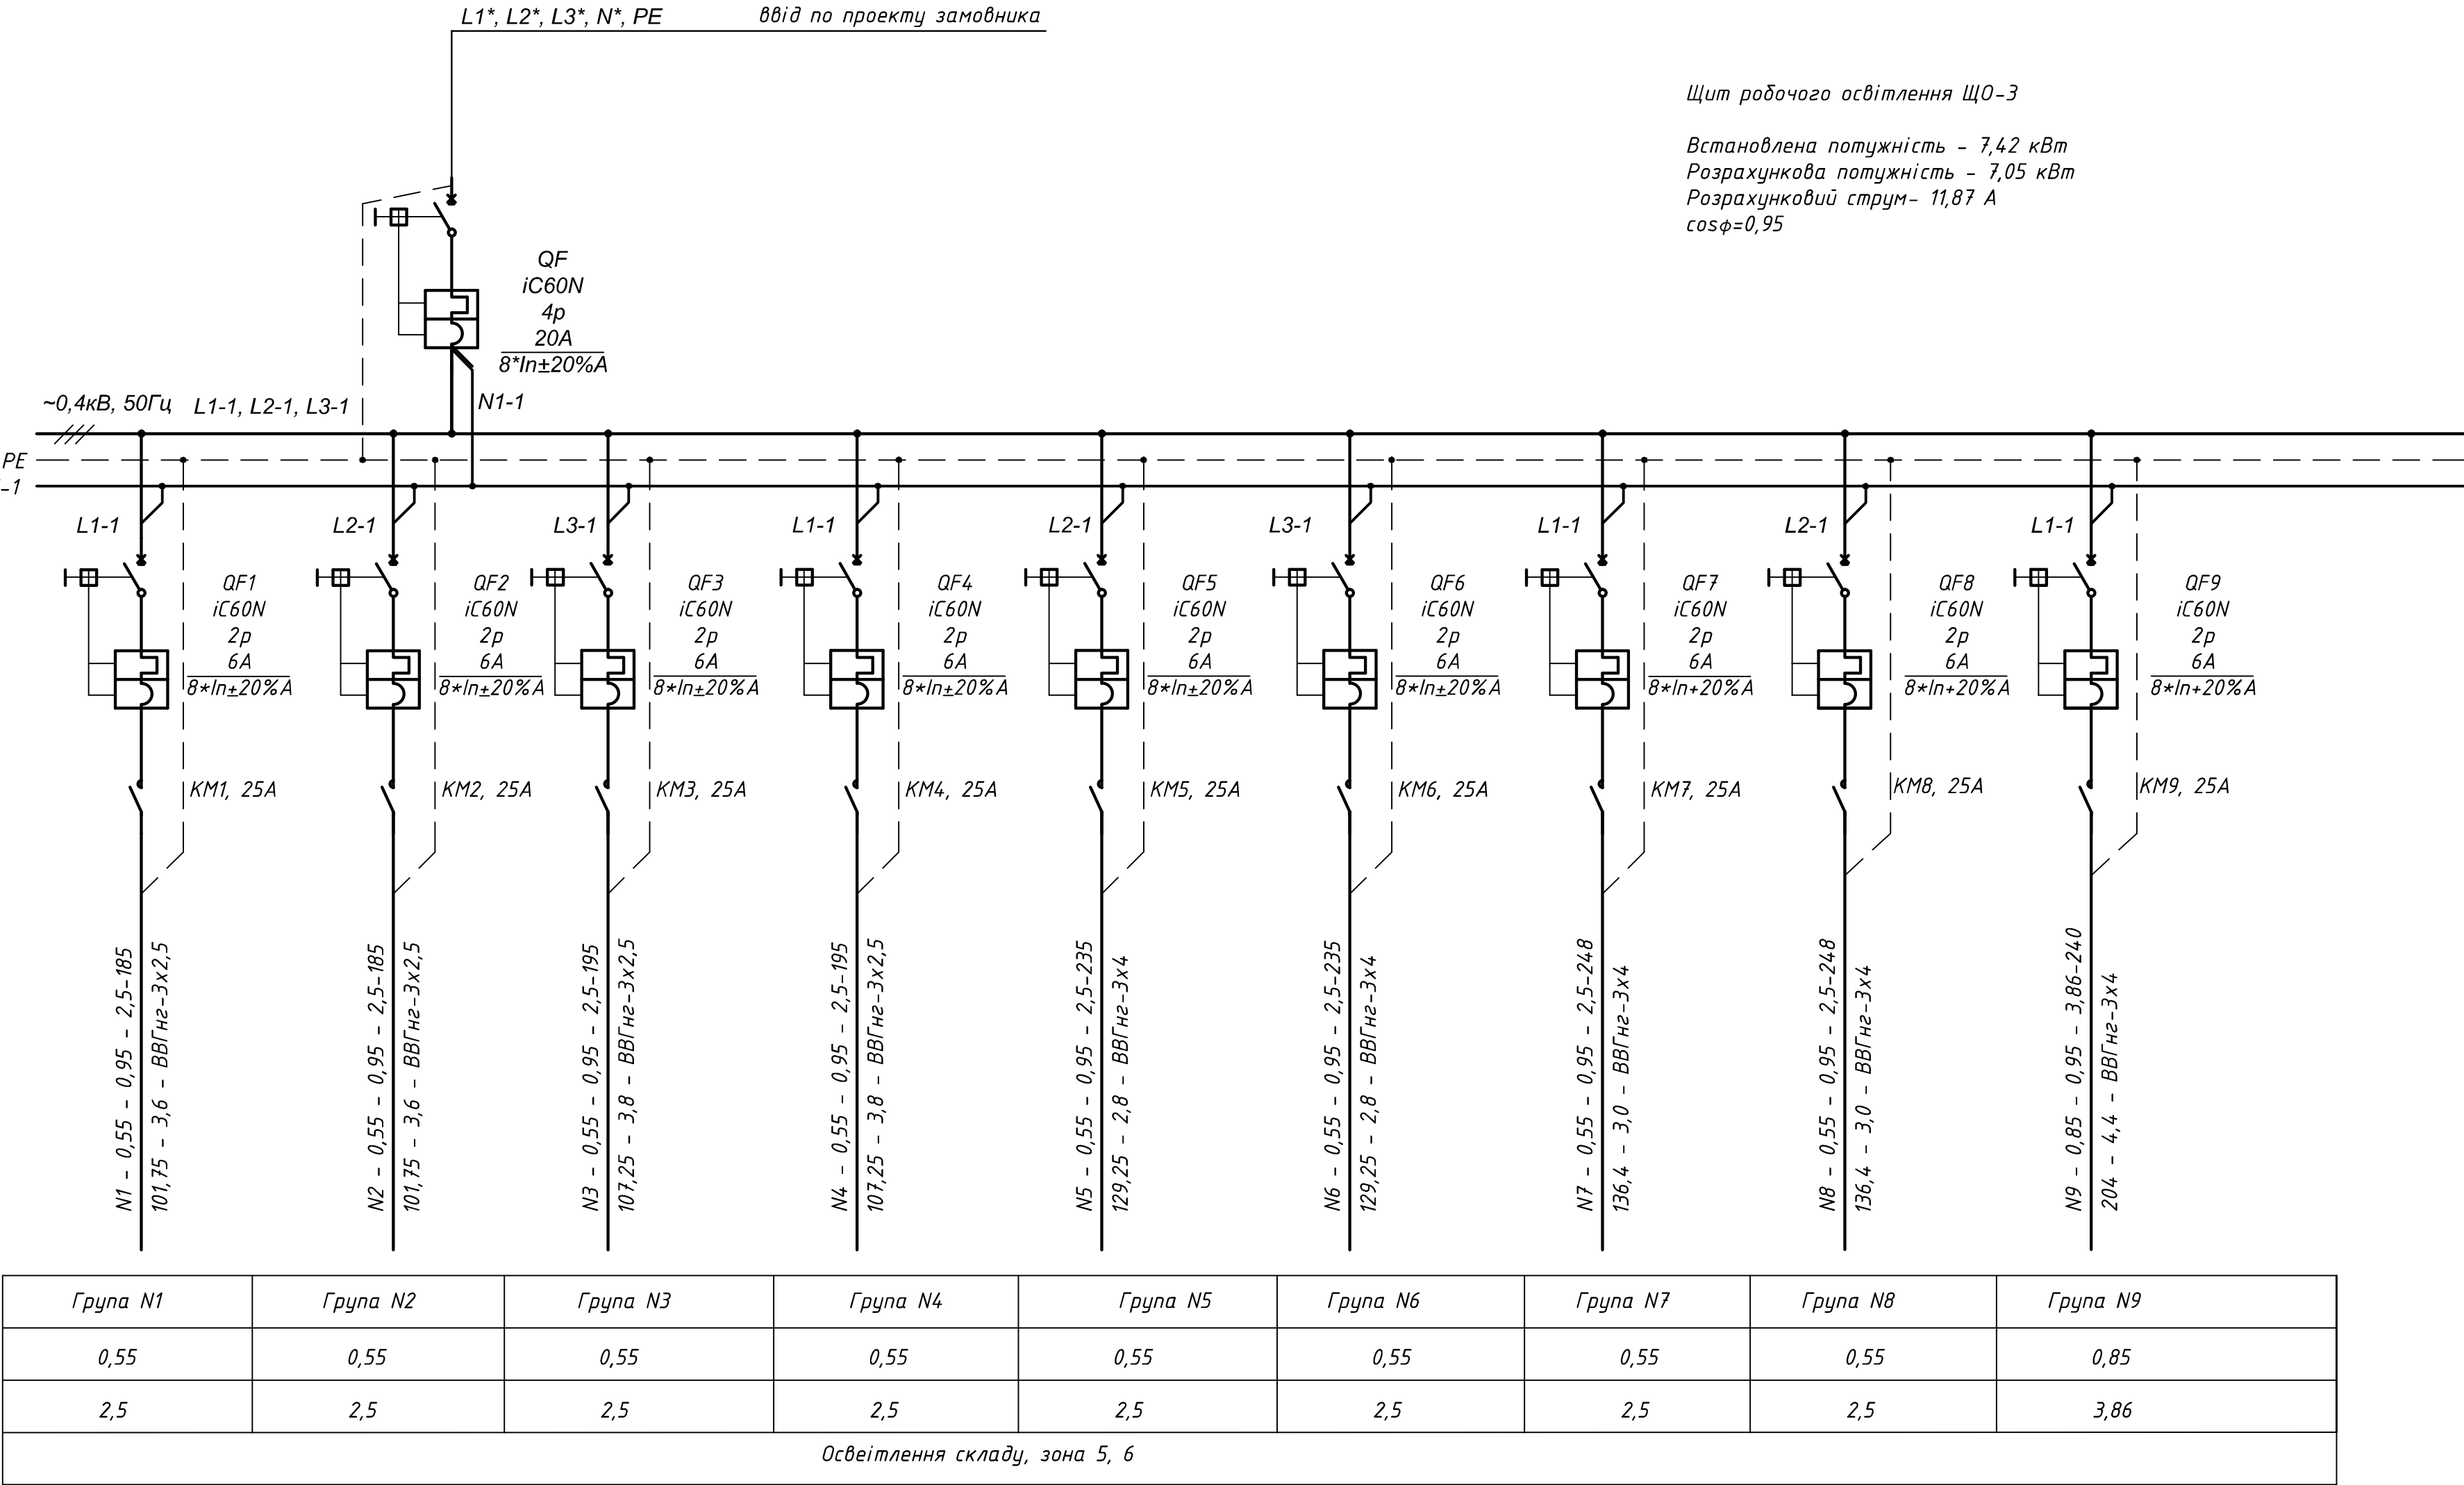 L1*, L2*, L3*, N*, PE ввід по проекту замовника
Щит робочого освітлення ЩО-3
Встановлена потужність - 7,42 кВт
Розрахункова потужність - 7,05 кВт
Розрахунковий струм- 11,87 А
cosφ=0,95
QF
iC60N
4p
20A
8*In±20%A
~0,4кВ, 50Гц L1-1, L2-1, L3-1 N1-1
PE
-1
L1-1 L2-1 L3-1 L1-1 L2-1 L3-1 L1-1 L2-1 L1-1
QF1
iC60N
2p
6A
8*In±20%A
QF2
iC60N
2p
6A
8*In±20%A
QF3
iC60N
2p
6A
8*In±20%A
QF4
iC60N
2p
6A
8*In±20%A
QF5
iC60N
2p
6A
8*In±20%A
QF6
iC60N
2p
6A
8*In±20%A
QF7
iC60N
2p
6A
8*In+20%A
QF8
iC60N
2p
6A
8*In+20%A
QF9
iC60N
2p
6A
8*In+20%A
KM1, 25A KM2, 25A KM3, 25A KM4, 25A KM5, 25A KM6, 25A KM7, 25A KM8, 25A KM9, 25A
N1 - 0,55 - 0,95 - 2,5-185
101,75 - 3,6 - ВВГнг-3х2,5
N2 - 0,55 - 0,95 - 2,5-185
101,75 - 3,6 - ВВГнг-3х2,5
N3 - 0,55 - 0,95 - 2,5-195
107,25 - 3,8 - ВВГнг-3х2,5
N4 - 0,55 - 0,95 - 2,5-195
107,25 - 3,8 - ВВГнг-3х2,5
N5 - 0,55 - 0,95 - 2,5-235
129,25 - 2,8 - ВВГнг-3х4
N6 - 0,55 - 0,95 - 2,5-235
129,25 - 2,8 - ВВГнг-3х4
N7 - 0,55 - 0,95 - 2,5-248
136,4 - 3,0 - ВВГнг-3х4
N8 - 0,55 - 0,95 - 2,5-248
136,4 - 3,0 - ВВГнг-3х4
N9 - 0,85 - 0,95 - 3,86-240
204 - 4,4 - ВВГнг-3х4
Група N1 Група N2 Група N3 Група N4 Група N5 Група N6 Група N7 Група N8 Група N9
0,55 0,55 0,55 0,55 0,55 0,55 0,55 0,55 0,85
2,5 2,5 2,5 2,5 2,5 2,5 2,5 2,5 3,86
Освеітлення складу, зона 5, 6